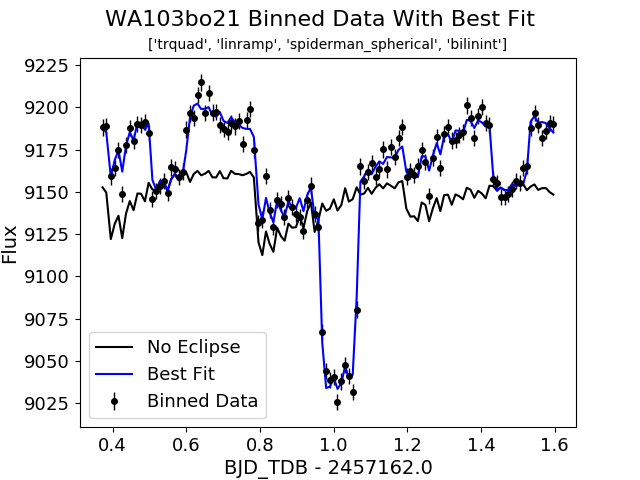 WA103bo21 Binned Data With Best Fit
['trquad', 'linramp', 'spiderman_spherical', 'bilinint']
9225
9200
9175
9150
9125
9100
9075
9050
9025
Flux
No Eclipse
Best Fit
Binned Data
0.4 0.6 0.8 1.0 1.2 1.4 1.6
BJD_TDB - 2457162.0